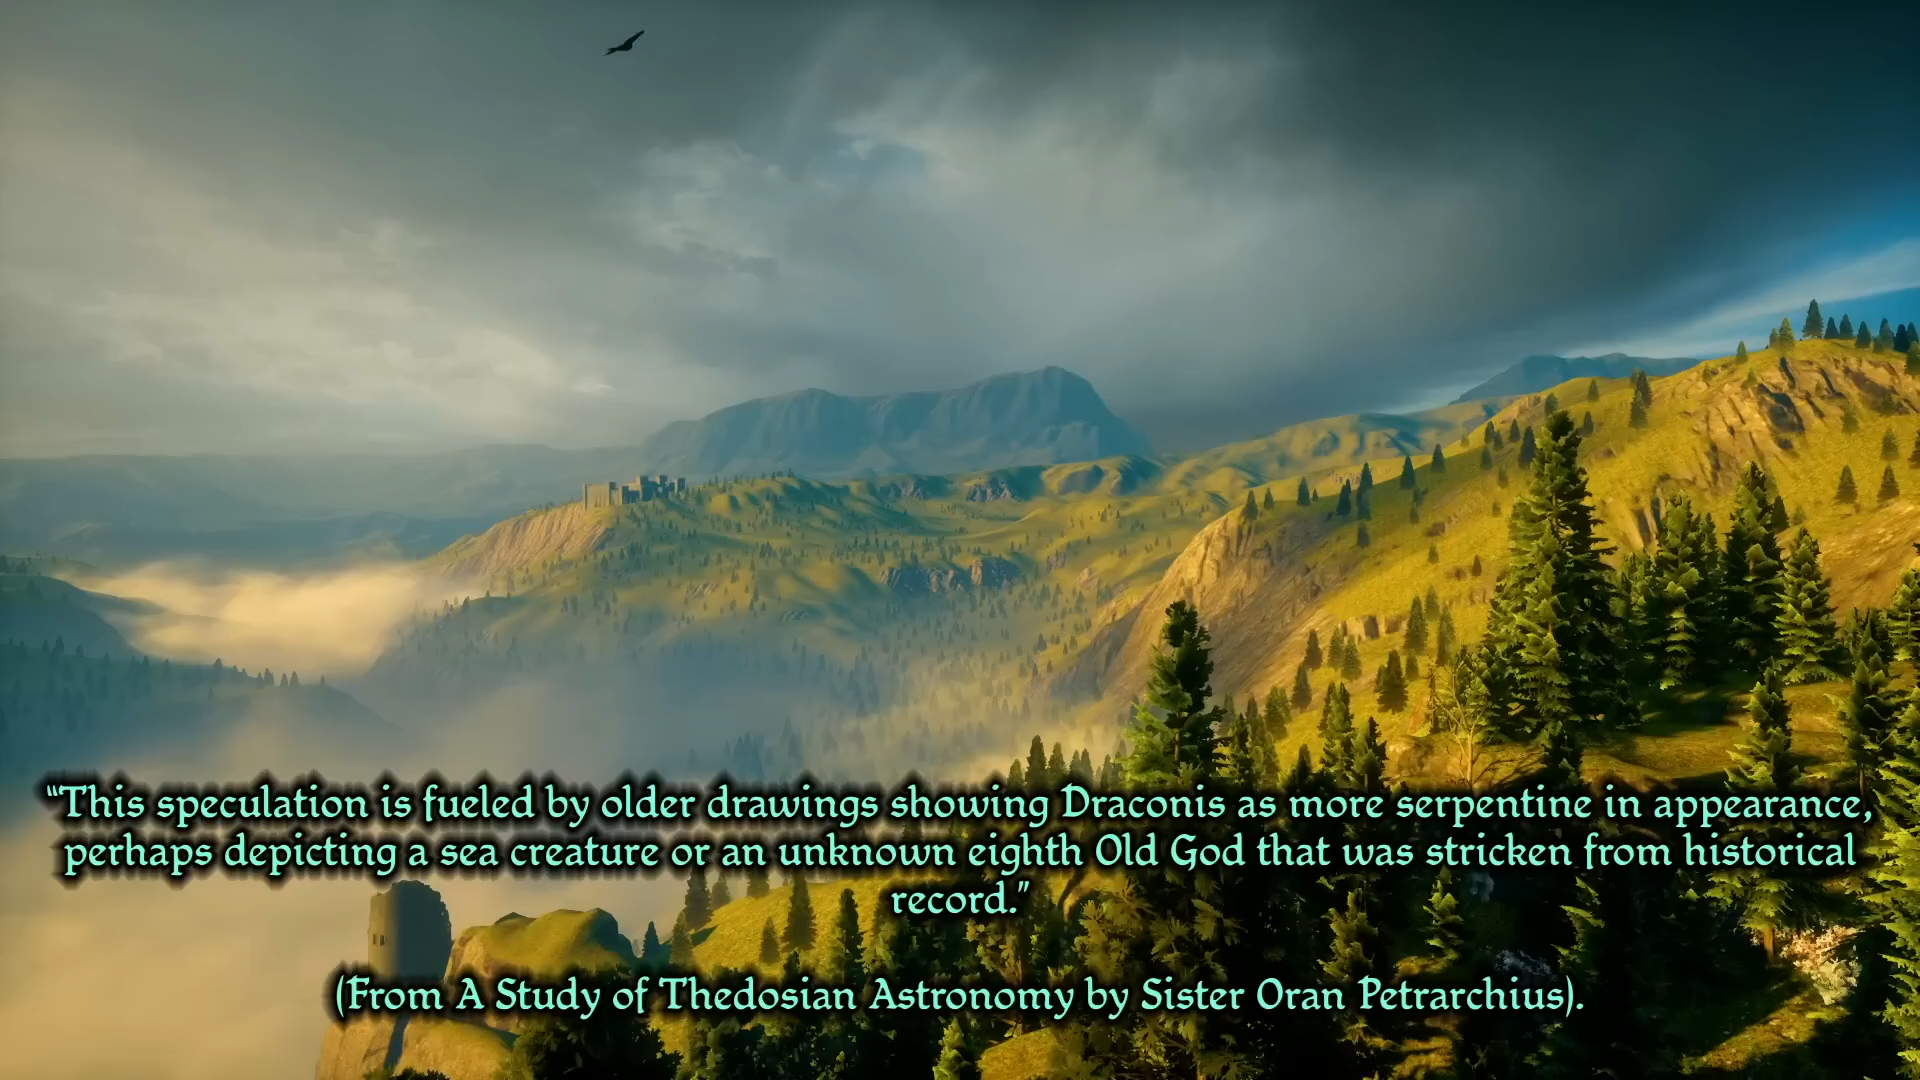 “This speculation is fueled by older drawings showing Draconis as more serpentine in appearance,
perhaps depicting a sea creature or an unknown eighth Old God that was stricken from historical
record.”
(From A Study of Thedosian Astronomy by Sister Oran Petrarchius).